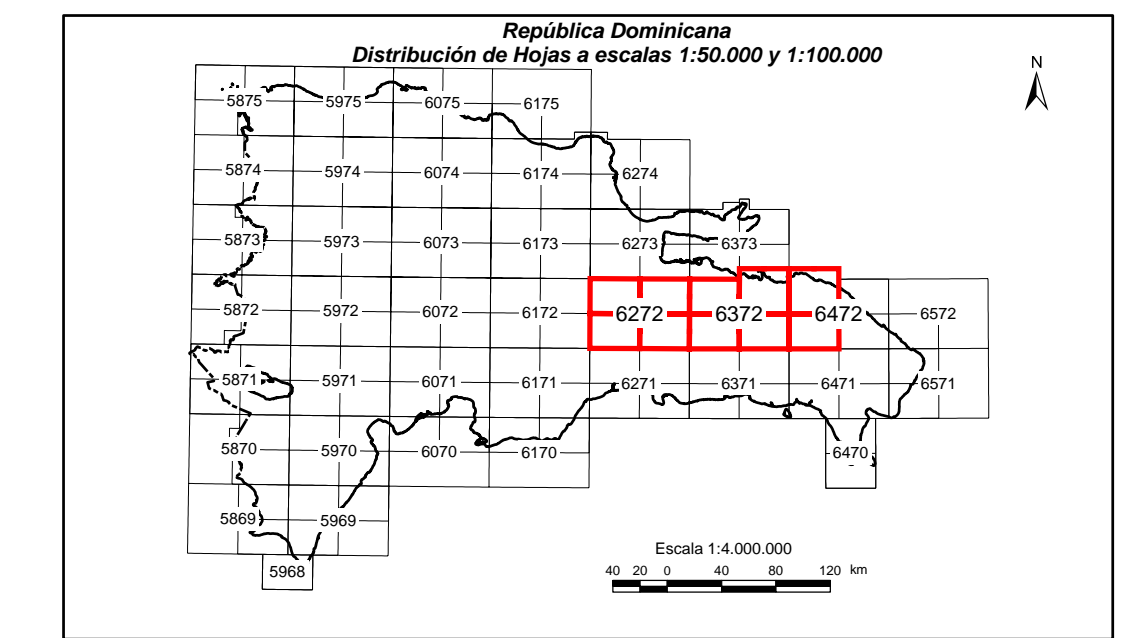 República Dominicana
Distribución de Hojas a escalas 1:50.000 y 1:100.000
N
5875 5975 6075 6175
5874 5974 6074 6174 6274
5873 5973 6073 6173 6273 6373
5872 5972 6072 6172 6272 6372 6472 6572
5871 5971 6071 6171 6271 6371 6471 6571
5870 5970 6070 6170 6470
5869 5969
5968
Escala 1:4.000.000
40 20 0 40 80 120 km